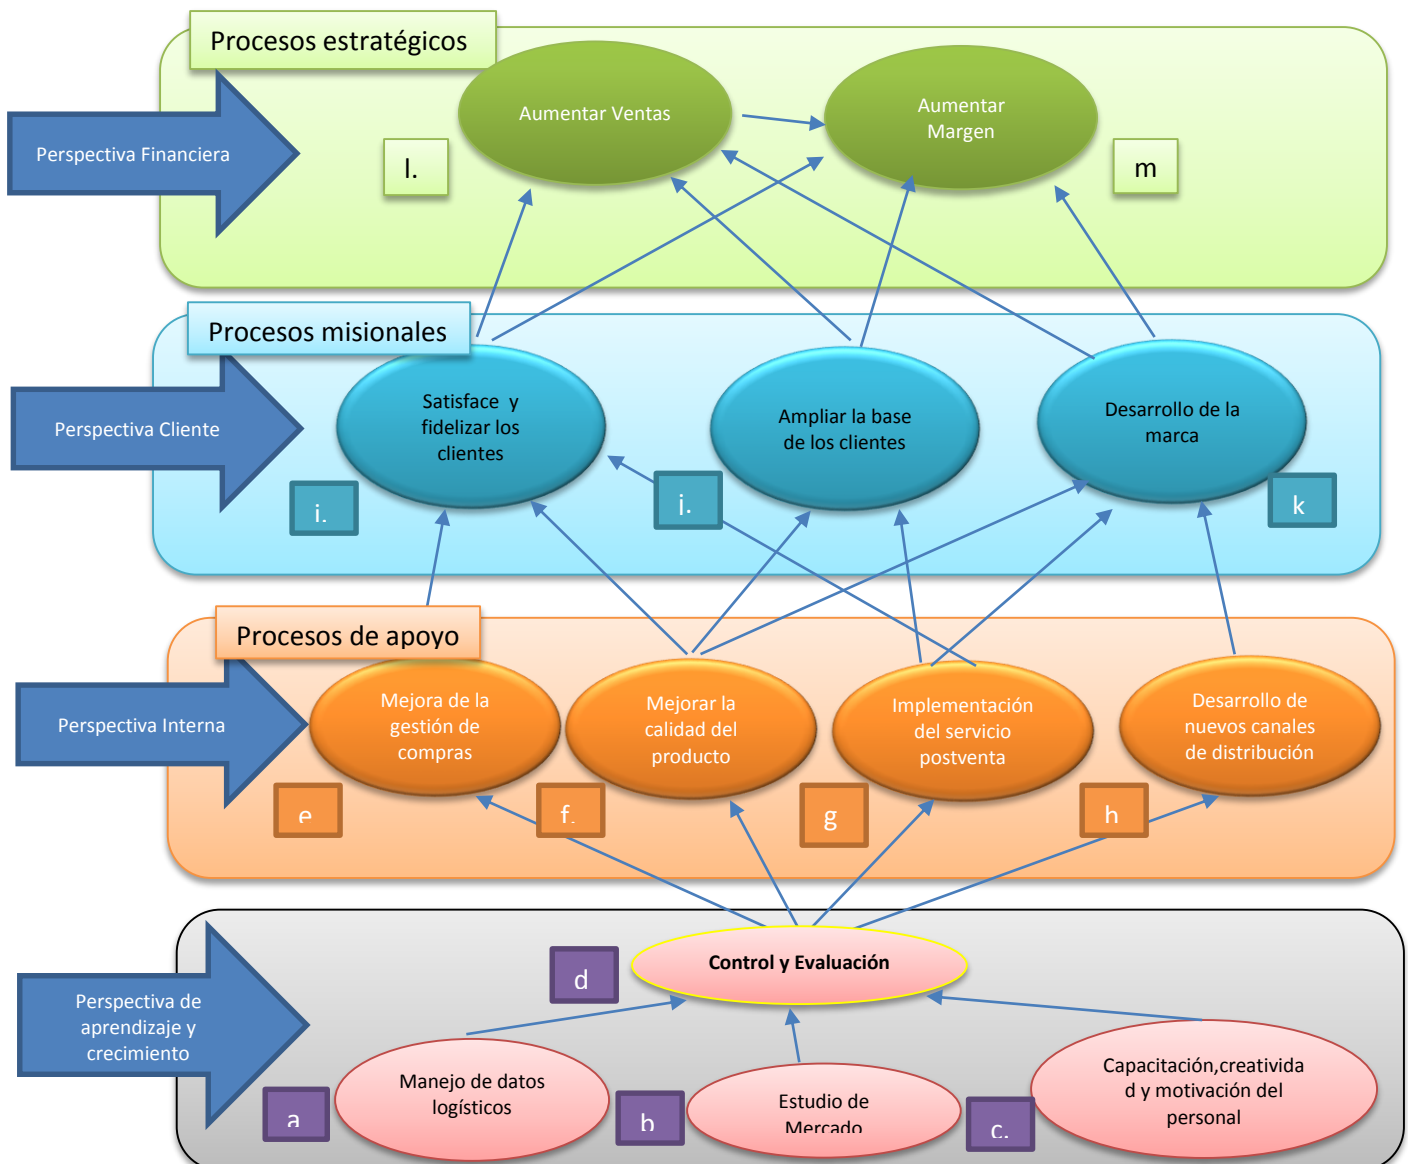 Procesos estratégicos
Aumentar Ventas
Aumentar
Margen
Perspectiva Financiera
l.
m
Procesos misionales
Satisface y
fidelizar los
clientes
Ampliar la base
de los clientes
Desarrollo de la
marca
Perspectiva Cliente
i.
j.
k
Procesos de apoyo
Mejora de la
gestión de
compras
Mejorar la
calidad del
producto
Implementación
del servicio
postventa
Desarrollo de
nuevos canales
de distribución
Perspectiva Interna
e
f.
g
h
Control y Evaluación
d
Perspectiva de
aprendizaje y
crecimiento
Manejo de datos
logísticos
Estudio de
Mercado
Capacitación,creativida
d y motivación del
personal
a
b
c.